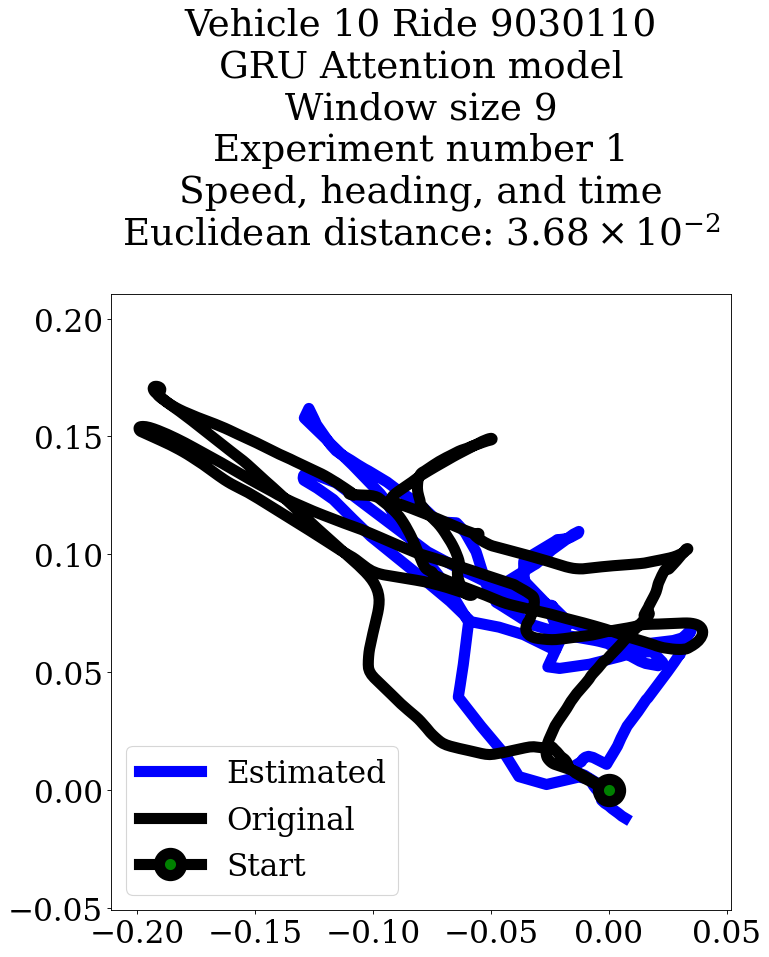 Vehicle 10 Ride 9030110
GRU Attention model
Window size 9
Experiment number 1
Speed, heading, and time
Euclidean distance: 3.68 × 10⁻²
0.20
0.15
0.10
0.05
0.00
−0.05
Estimated
Original
Start
−0.20 −0.15 −0.10 −0.05 0.00 0.05